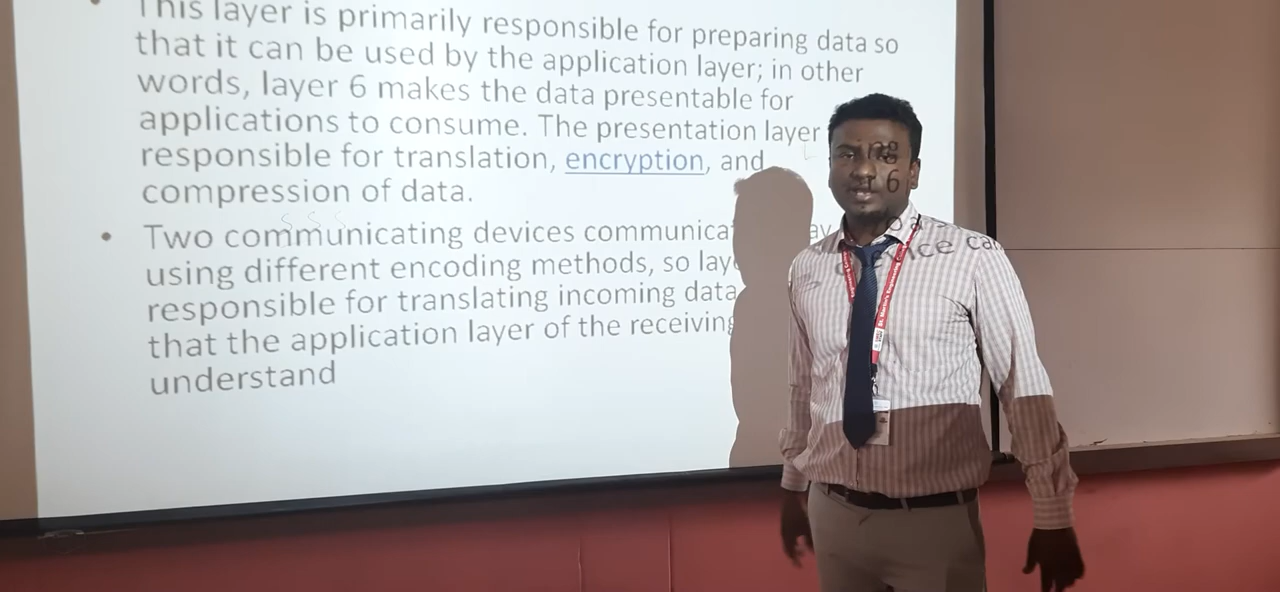 This layer is primarily responsible for preparing data so
that it can be used by the application layer; in other
words, layer 6 makes the data presentable for
applications to consume. The presentation layer
responsible for translation, encryption, and
compression of data.
Two communicating devices communica
using different encoding methods, so lay
responsible for translating incoming data
that the application layer of the receiving
understand
6
ice ca